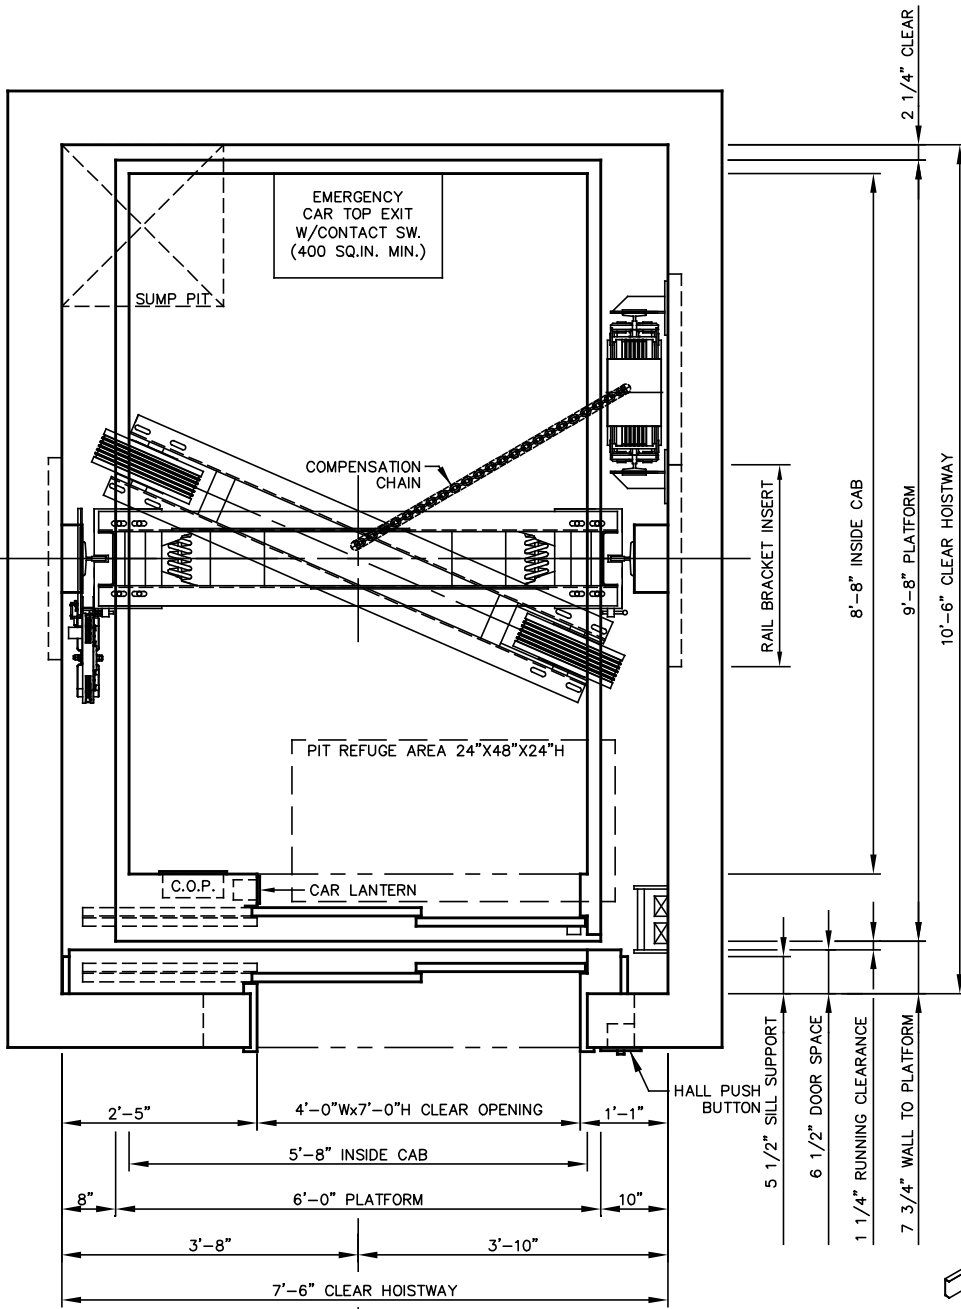 2 1/4" CLEAR
EMERGENCY
CAR TOP EXIT
W/CONTACT SW.
(400 SQ.IN. MIN.)
SUMP PIT
COMPENSATION
CHAIN
RAIL BRACKET INSERT
8'-8" INSIDE CAB
9'-8" PLATFORM
10'-6" CLEAR HOISTWAY
PIT REFUGE AREA 24"X48"X24"H
C.O.P.
CAR LANTERN
HALL PUSH
BUTTON
5 1/2" SILL SUPPORT
6 1/2" DOOR SPACE
1 1/4" RUNNING CLEARANCE
7 3/4" WALL TO PLATFORM
2'-5"
4'-0"Wx7'-0"H CLEAR OPENING
1'-1"
5'-8" INSIDE CAB
8"
6'-0" PLATFORM
10"
3'-8"
3'-10"
7'-6" CLEAR HOISTWAY